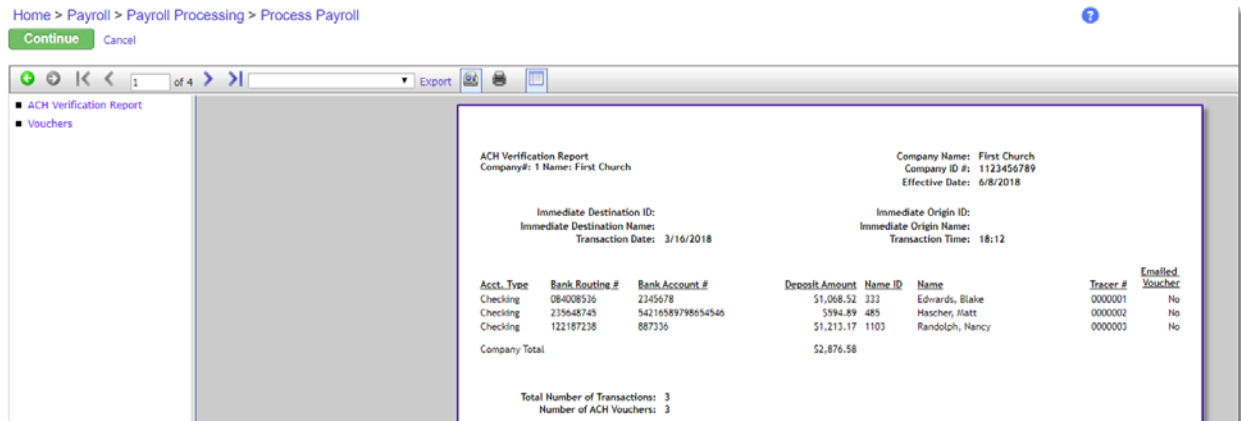 Home > Payroll > Payroll Processing > Process Payroll
Continue Cancel
1 of 4 Export
ACH Verification Report
Vouchers
ACH Verification Report Company Name: First Church
Company#: 1 Name: First Church Company ID #: 1123456789
Effective Date: 6/8/2018
Immediate Destination ID: Immediate Origin ID:
Immediate Destination Name: Immediate Origin Name:
Transaction Date: 3/16/2018 Transaction Time: 18:12
Acct. Type Bank Routing # Bank Account # Deposit Amount Name ID Name Tracer # Emailed Voucher
Checking 084008536 2345678 $1,068.52 333 Edwards, Blake 0000001 No
Checking 235648745 54216589798654546 $594.89 485 Hascher, Matt 0000002 No
Checking 122187238 887336 $1,213.17 1103 Randolph, Nancy 0000003 No
Company Total $2,876.58
Total Number of Transactions: 3
Number of ACH Vouchers: 3